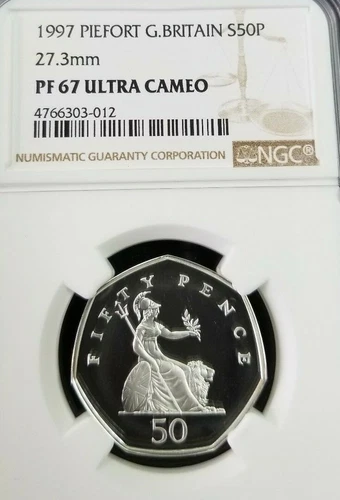 1997 PIEFORT G.BRITAIN S50P
27.3mm
PF 67 ULTRA CAMEO
4766303-012
NUMISMATIC GUARANTY CORPORATION
NGC®
FIFTY PENCE
50